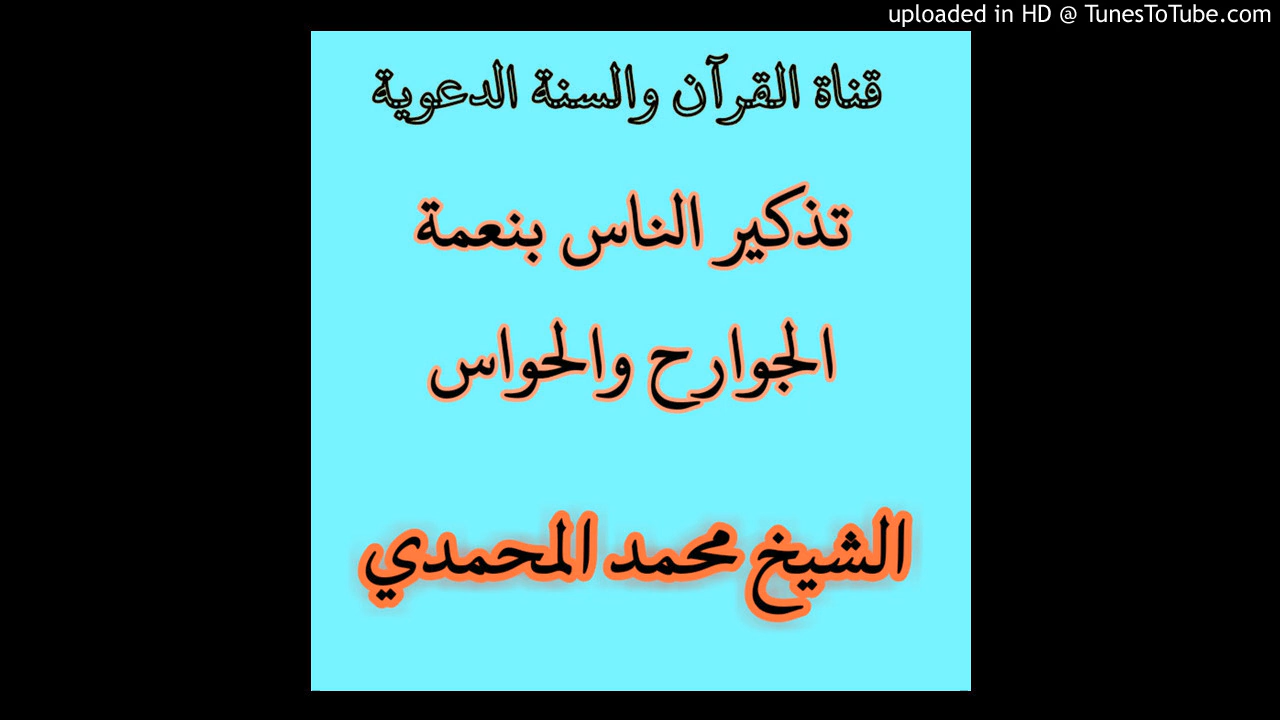 uploaded in HD @ TunesToTube.com
قناة القرآن والسنة الدعوية
تذكير الناس بنعمة
الجوارح والحواس
الشيخ محمد المحمدي